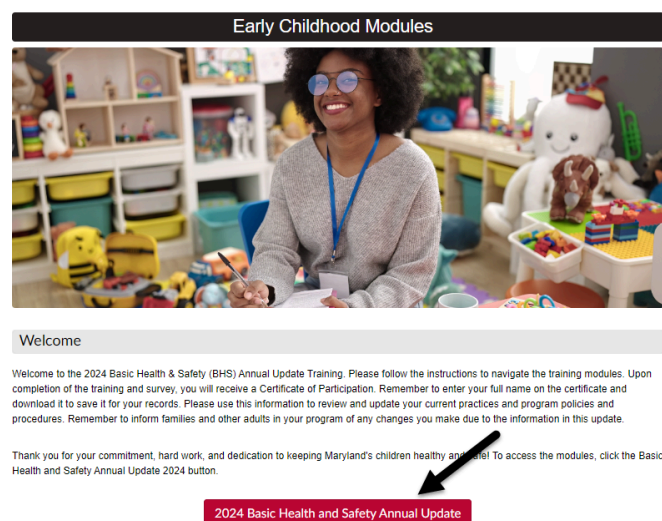 Early Childhood Modules
Welcome
Welcome to the 2024 Basic Health & Safety (BHS) Annual Update Training. Please follow the instructions to navigate the training modules. Upon
completion of the training and survey, you will receive a Certificate of Participation. Remember to enter your full name on the certificate and
download it to save it for your records. Please use this information to review and update your current practices and program policies and
procedures. Remember to inform families and other adults in your program of any changes you make due to the information in this update.
Thank you for your commitment, hard work, and dedication to keeping Maryland's children healthy and safe! To access the modules, click the Basic
Health and Safety Annual Update 2024 button.
2024 Basic Health and Safety Annual Update